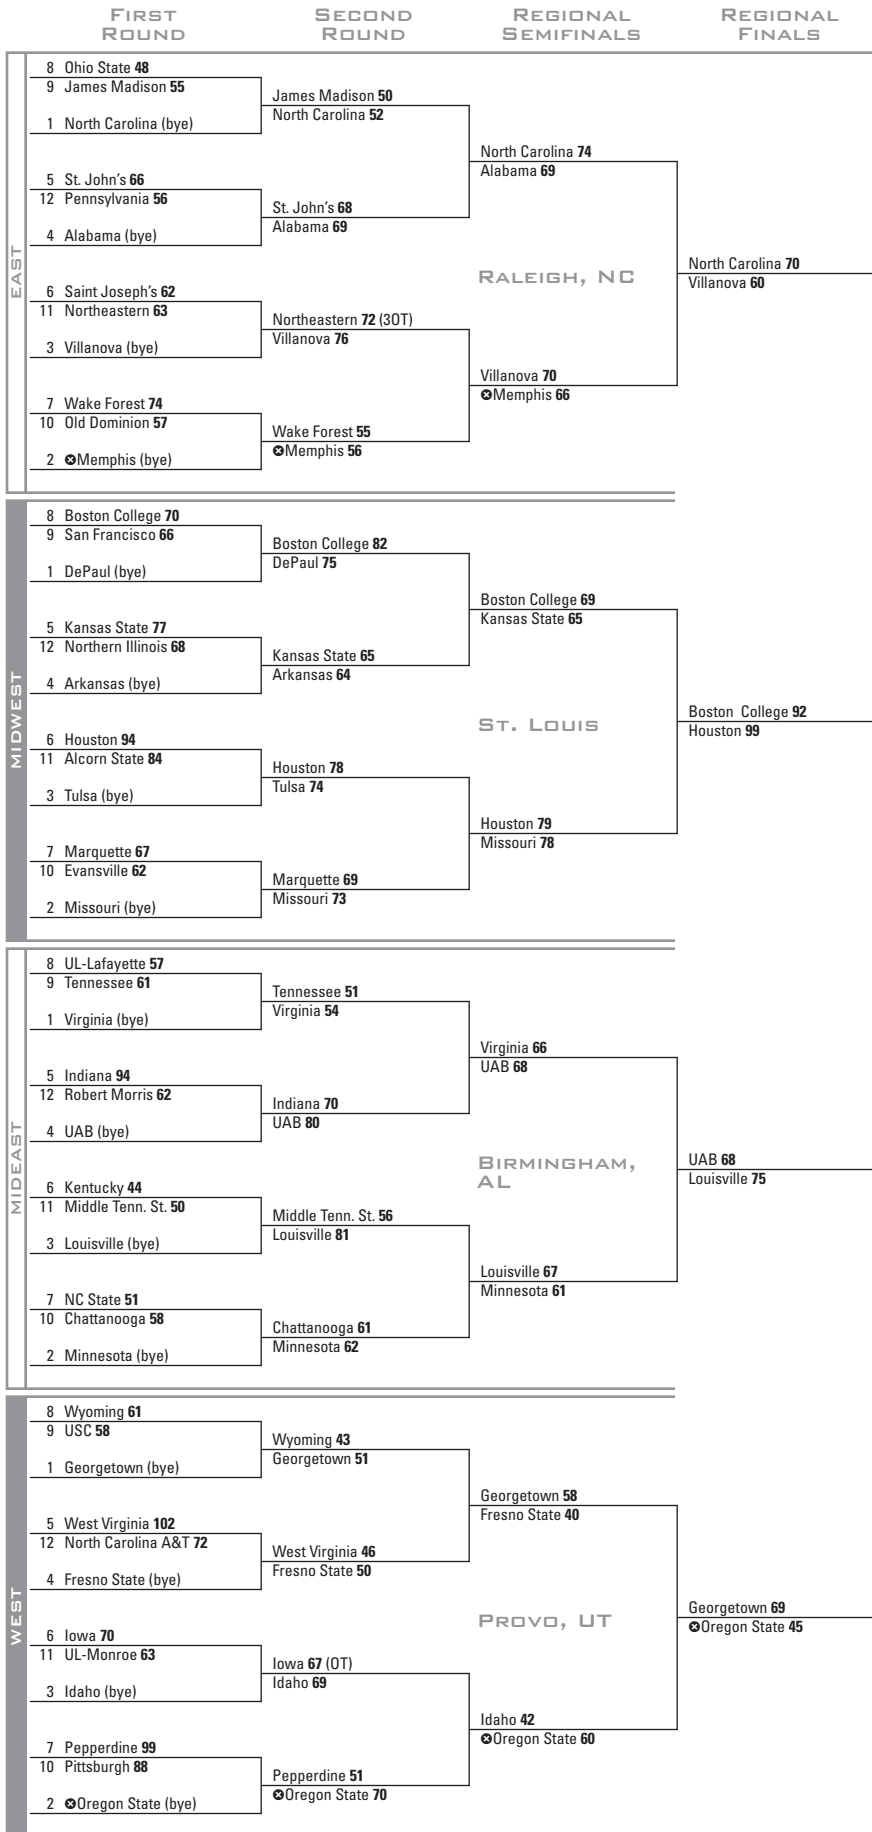 FIRST ROUND
SECOND ROUND
REGIONAL SEMIFINALS
REGIONAL FINALS
EAST
8 Ohio State 48
9 James Madison 55
1 North Carolina (bye)
5 St. John's 66
12 Pennsylvania 56
4 Alabama (bye)
6 Saint Joseph's 62
11 Northeastern 63
3 Villanova (bye)
7 Wake Forest 74
10 Old Dominion 57
2 ✪Memphis (bye)
James Madison 50
North Carolina 52
St. John's 68
Alabama 69
Northeastern 72 (3OT)
Villanova 76
Wake Forest 55
✪Memphis 56
North Carolina 74
Alabama 69
RALEIGH, NC
Villanova 70
✪Memphis 66
North Carolina 70
Villanova 60
MIDWEST
8 Boston College 70
9 San Francisco 66
1 DePaul (bye)
5 Kansas State 77
12 Northern Illinois 68
4 Arkansas (bye)
6 Houston 94
11 Alcorn State 84
3 Tulsa (bye)
7 Marquette 67
10 Evansville 62
2 Missouri (bye)
Boston College 82
DePaul 75
Kansas State 65
Arkansas 64
Houston 78
Tulsa 74
Marquette 69
Missouri 73
Boston College 69
Kansas State 65
ST. LOUIS
Houston 79
Missouri 78
Boston College 92
Houston 99
MIDEAST
8 UL-Lafayette 57
9 Tennessee 61
1 Virginia (bye)
5 Indiana 94
12 Robert Morris 62
4 UAB (bye)
6 Kentucky 44
11 Middle Tenn. St. 50
3 Louisville (bye)
7 NC State 51
10 Chattanooga 58
2 Minnesota (bye)
Tennessee 51
Virginia 54
Indiana 70
UAB 80
Middle Tenn. St. 56
Louisville 81
Chattanooga 61
Minnesota 62
Virginia 66
UAB 68
BIRMINGHAM, AL
Louisville 67
Minnesota 61
UAB 68
Louisville 75
WEST
8 Wyoming 61
9 USC 58
1 Georgetown (bye)
5 West Virginia 102
12 North Carolina A&T 72
4 Fresno State (bye)
6 Iowa 70
11 UL-Monroe 63
3 Idaho (bye)
7 Pepperdine 99
10 Pittsburgh 88
2 ✪Oregon State (bye)
Wyoming 43
Georgetown 51
West Virginia 46
Fresno State 50
Iowa 67 (OT)
Idaho 69
Pepperdine 51
✪Oregon State 70
Georgetown 58
Fresno State 40
PROVO, UT
Idaho 42
✪Oregon State 60
Georgetown 69
✪Oregon State 45